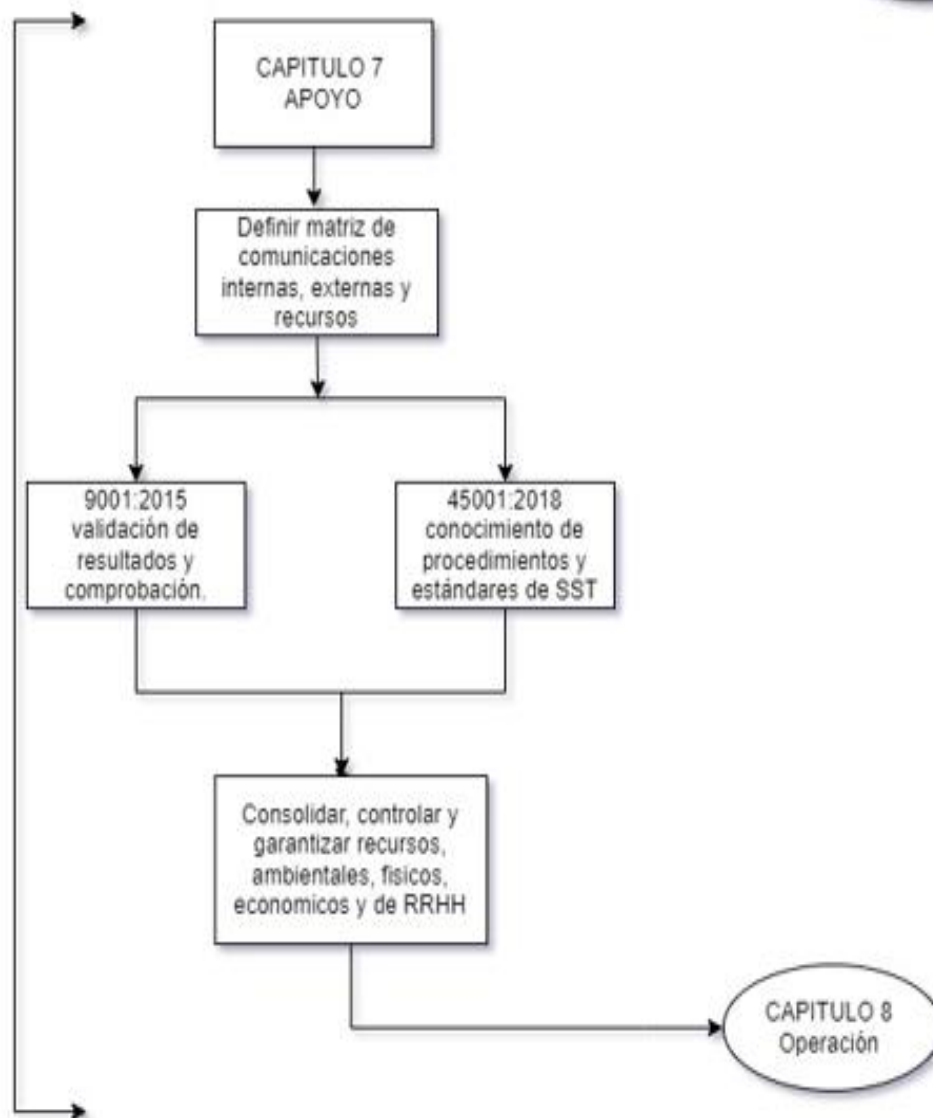 CAPITULO 7
APOYO
Definir matriz de
comunicaciones
internas, externas y
recursos
9001:2015
validación de
resultados y
comprobación.
45001:2018
conocimiento de
procedimientos y
estándares de SST
Consolidar, controlar y
garantizar recursos,
ambientales, fisicos,
economicos y de RRHH
CAPITULO 8
Operación